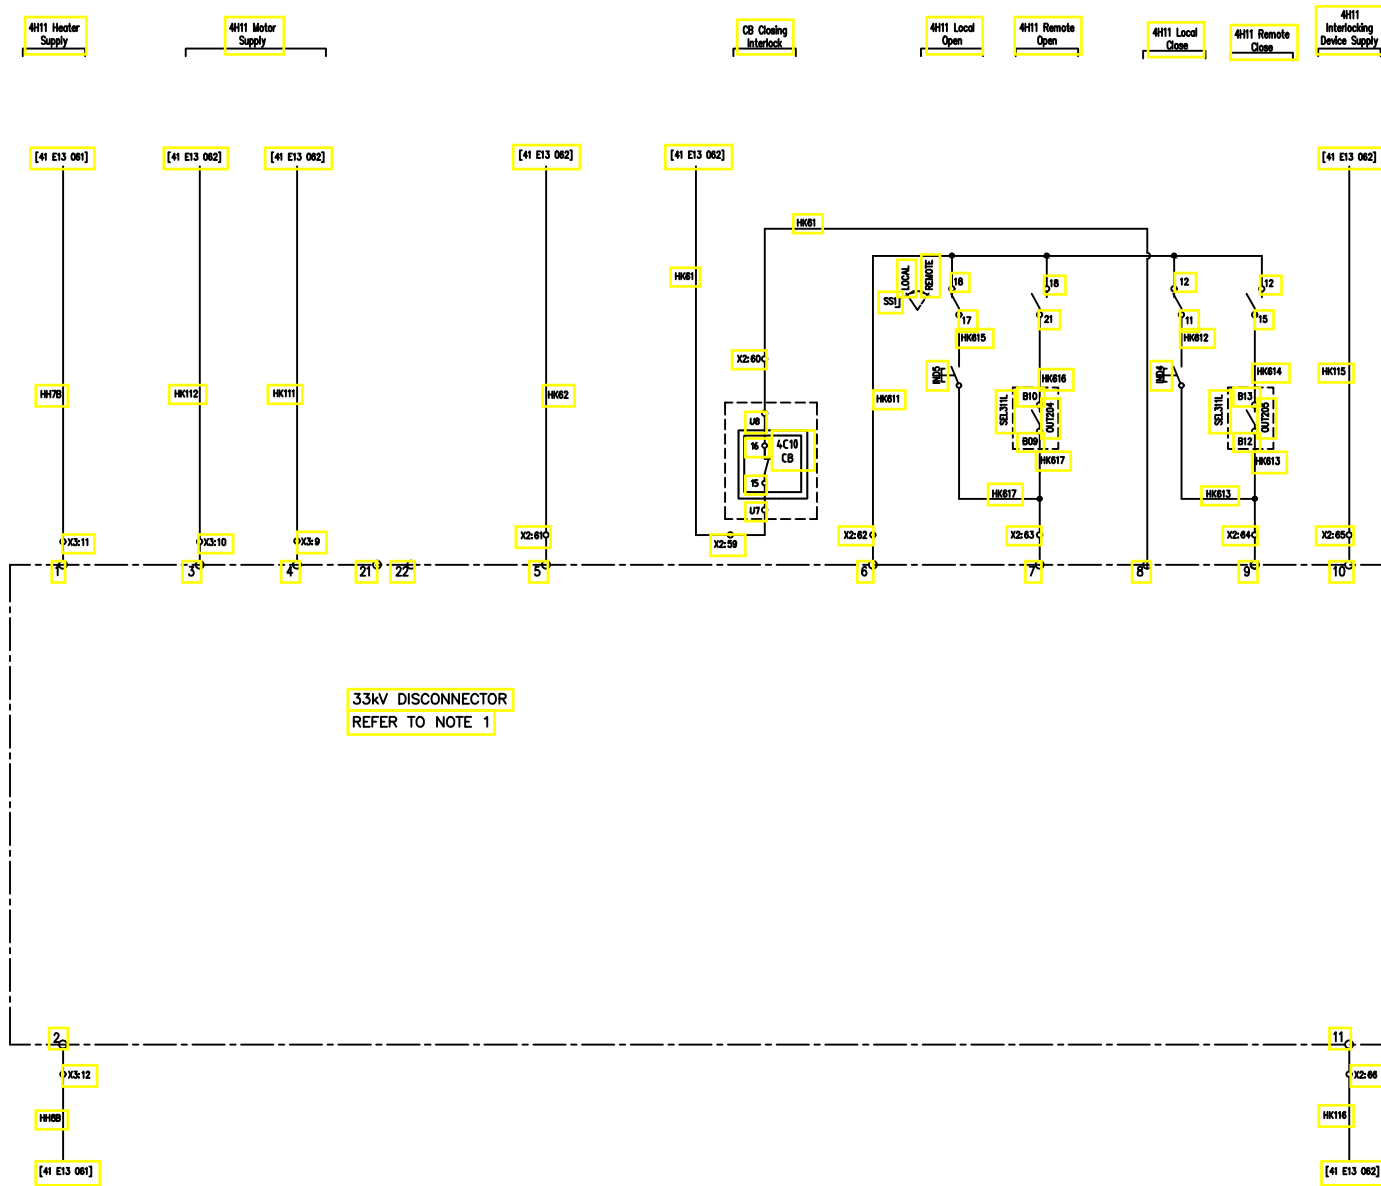 4H11 Heater
Supply
4H11 Motor
Supply
CB Closing
Interlock
4H11 Local
Open
4H11 Remote
Open
4H11 Local
Close
4H11 Remote
Close
4H11
Interlocking
Device Supply
[41 E13 061]
[41 E13 062]
[41 E13 062]
[41 E13 062]
[41 E13 062]
[41 E13 062]
HK61
HK61
SS1
LOCAL
REMOTE
18
18
12
12
17
21
11
15
HK615
HK612
X2:60
HH7B
HK112
HK111
HK62
HK611
IND5
HK616
IND4
HK614
HK115
SEL311L
B10
OUT204
B09
SEL311L
B13
OUT205
B12
U8
16
4C10
CB
15
U7
HK617
HK613
HK617
HK613
X3:11
X3:10
X3:9
X2:61
X2:59
X2:62
X2:63
X2:64
X2:65
1
3
4
21
22
5
6
7
8
9
10
33kV DISCONNECTOR
REFER TO NOTE 1
2
11
X3:12
X2:66
HH6B
HK116
[41 E13 061]
[41 E13 062]